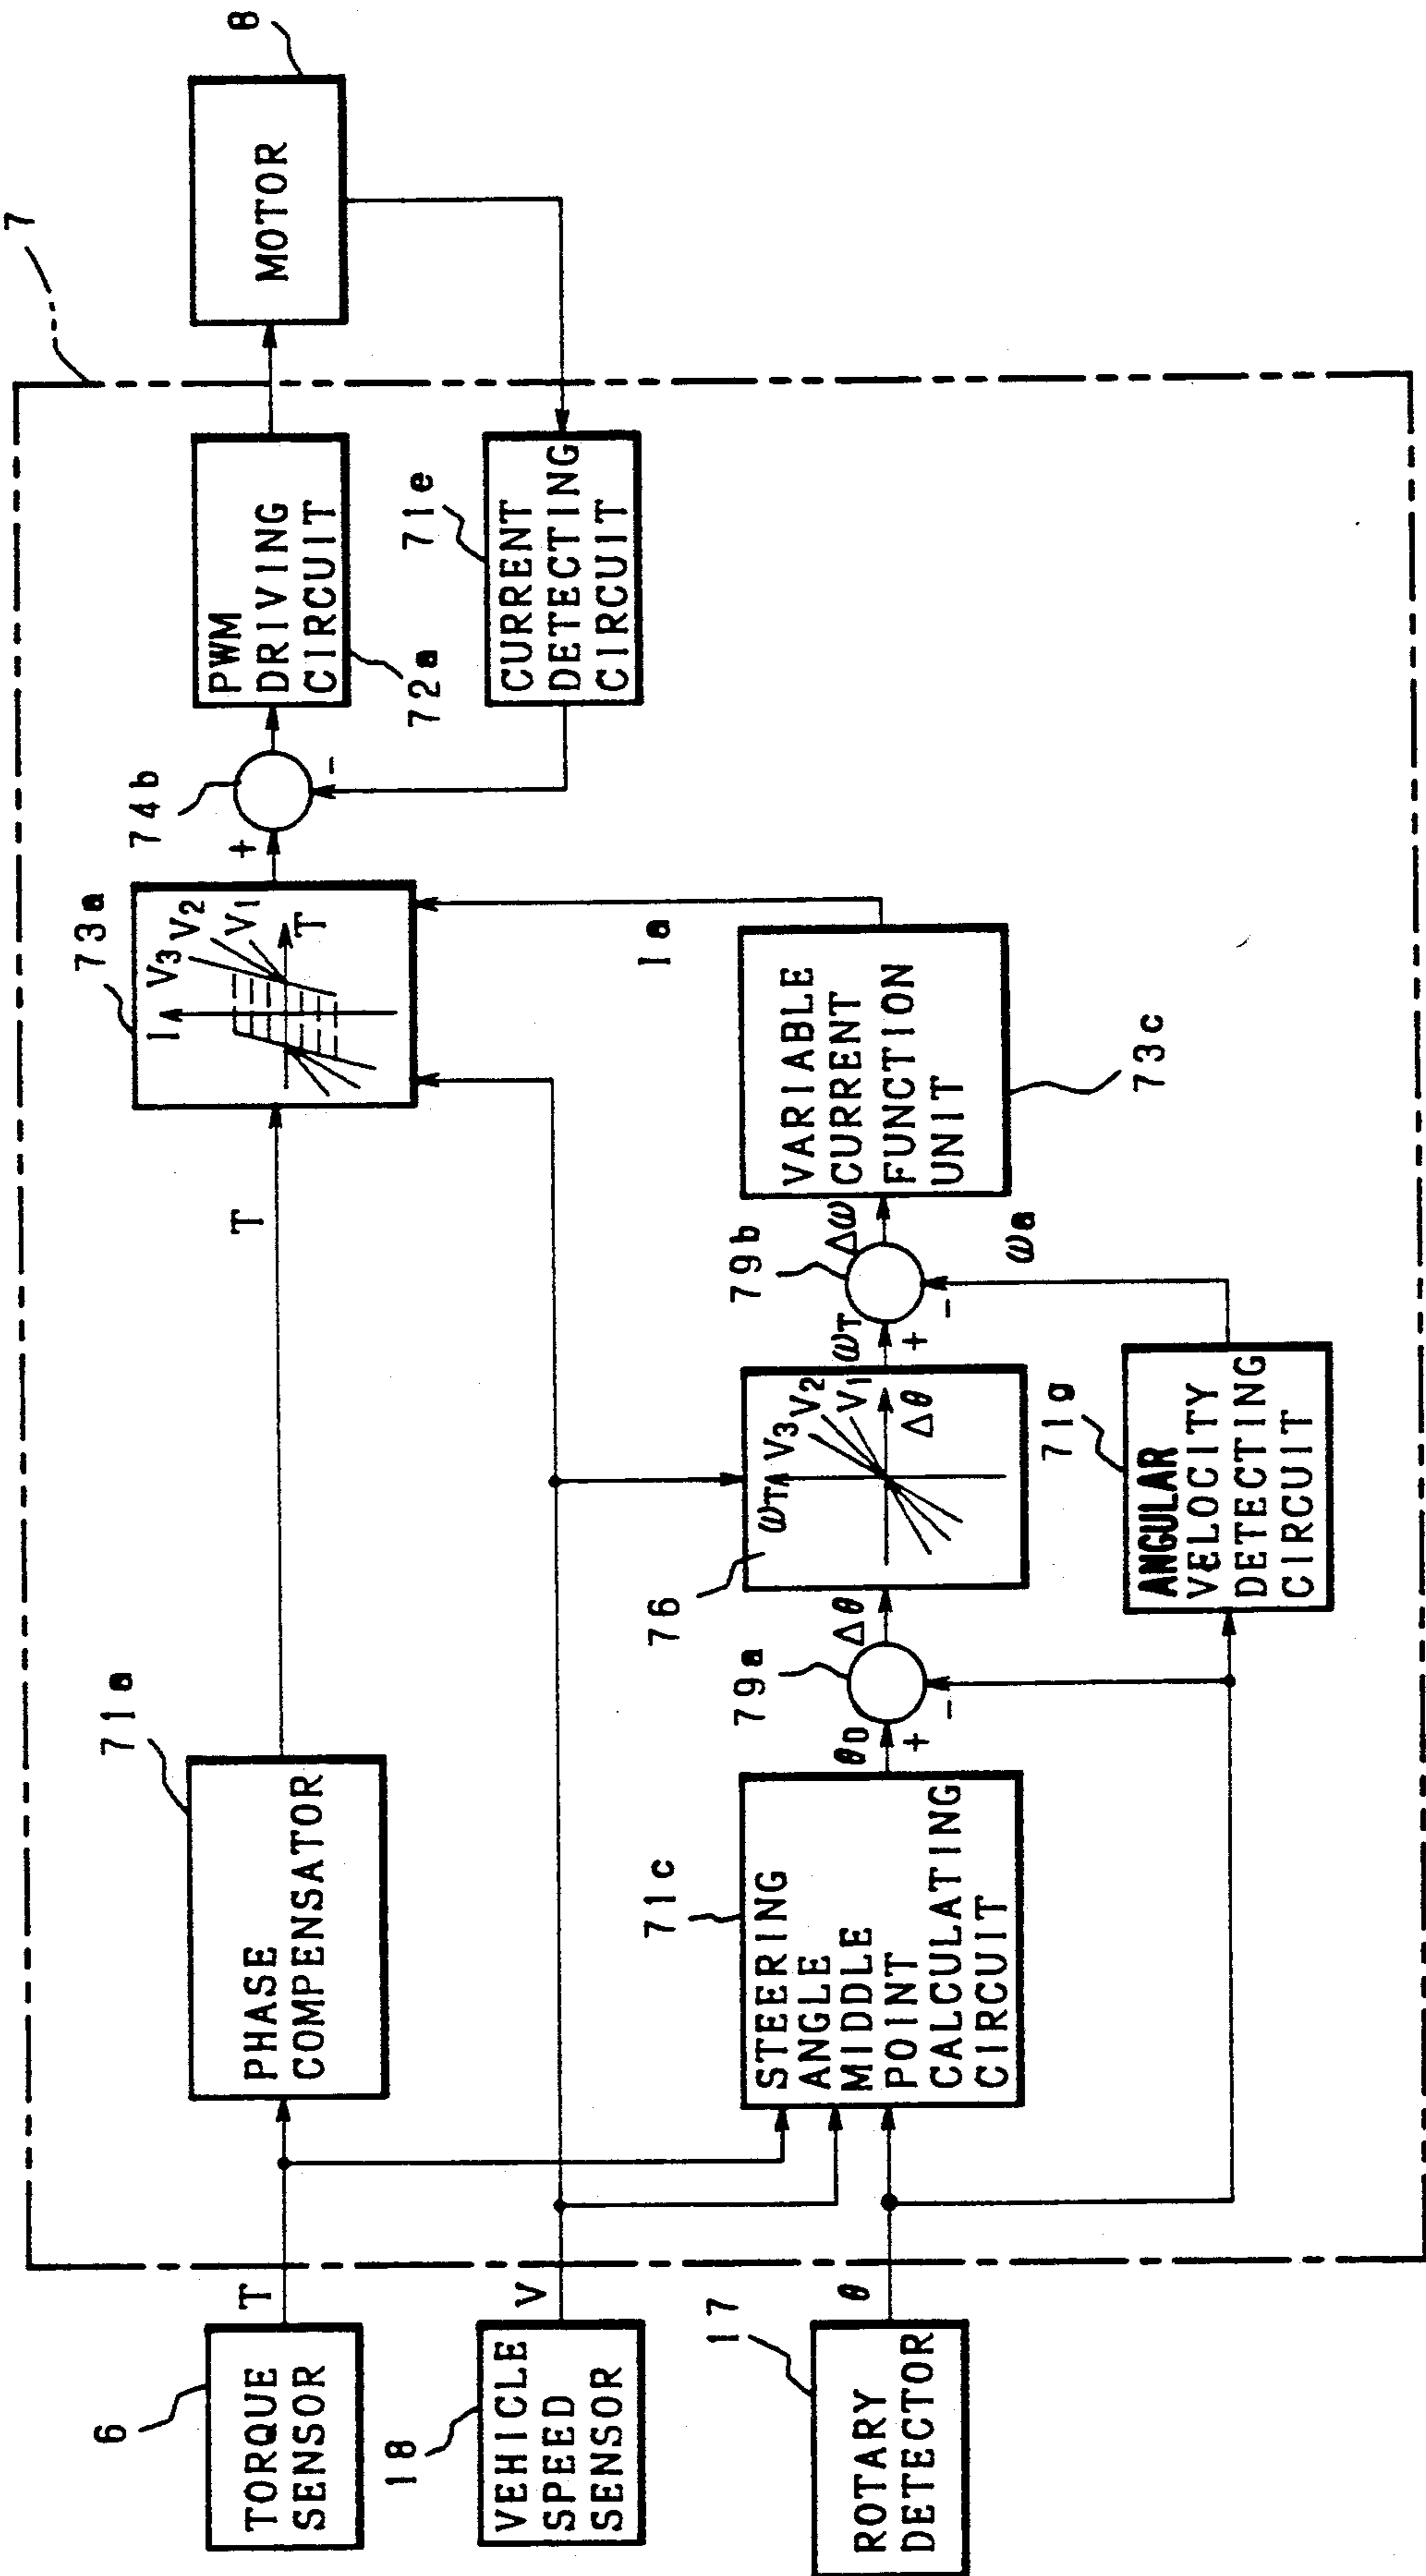 7
6
TORQUE
SENSOR
T
71a
PHASE
COMPENSATOR
T
73a
I
V3
V2
V1
T
+
-
74b
PWM
DRIVING
CIRCUIT
72a
MOTOR
8
71e
CURRENT
DETECTING
CIRCUIT
18
VEHICLE
SPEED
SENSOR
V
17
ROTARY
DETECTOR
θ
71c
STEERING
ANGLE
MIDDLE
POINT
CALCULATING
CIRCUIT
θ0
+
-
79a
Δθ
76
ωT
V3
V2
V1
Δθ
ωT
+
-
79b
Δω
ωa
VARIABLE
CURRENT
FUNCTION
UNIT
73c
Ia
71g
ANGULAR
VELOCITY
DETECTING
CIRCUIT